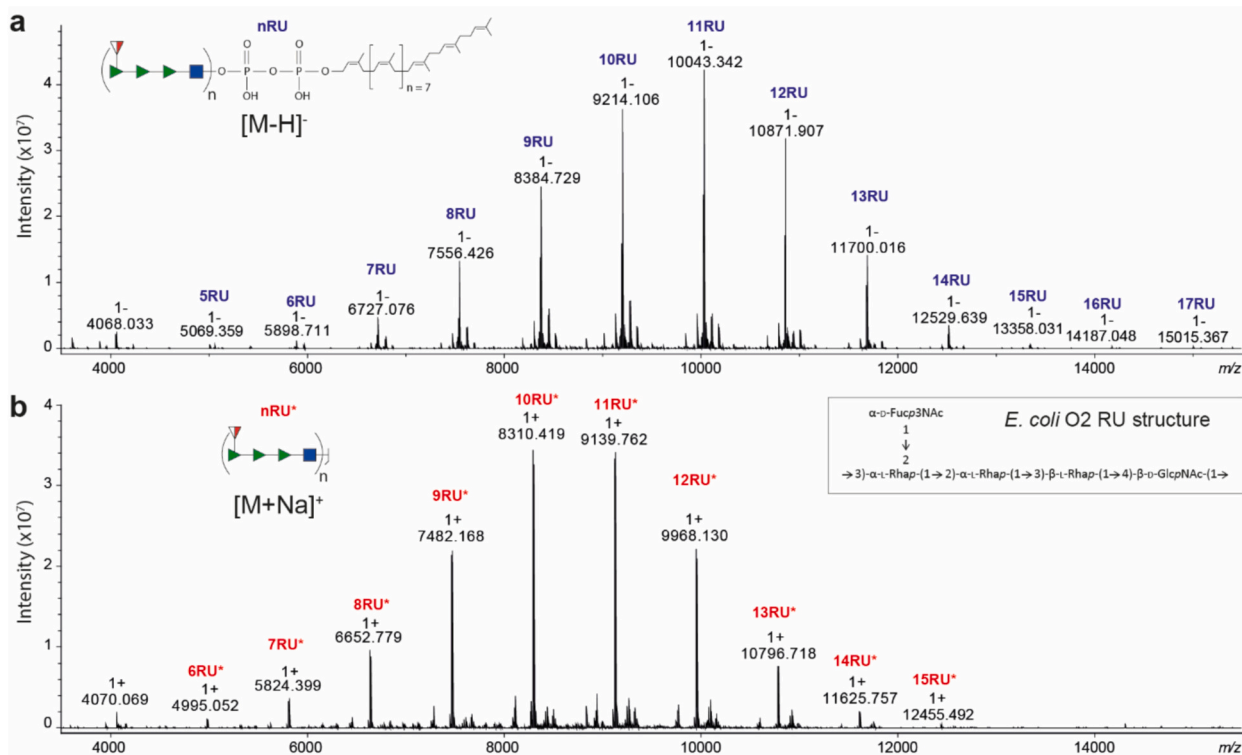 a
nRU
O O
O P O P O
OH OH
n
n = 7
[M-H]-
Intensity (x10⁷)
4
3
2
1
0
1-
4068.033
5RU
1-
5069.359
6RU
1-
5898.711
7RU
1-
6727.076
8RU
1-
7556.426
9RU
1-
8384.729
10RU
1-
9214.106
11RU
1-
10043.342
12RU
1-
10871.907
13RU
1-
11700.016
14RU
1-
12529.639
15RU
1-
13358.031
16RU
1-
14187.048
17RU
1-
15015.367
4000 6000 8000 10000 12000 14000 m/z
b
nRU*
n
[M+Na]+
Intensity (x10⁷)
4
3
2
1
0
1+
4070.069
6RU*
1+
4995.052
7RU*
1+
5824.399
8RU*
1+
6652.779
9RU*
1+
7482.168
10RU*
1+
8310.419
11RU*
1+
9139.762
12RU*
1+
9968.130
13RU*
1+
10796.718
14RU*
1+
11625.757
15RU*
1+
12455.492
E. coli O2 RU structure
α-D-Fucp3NAc
1
↓
2
→3)-α-L-Rhap-(1→2)-α-L-Rhap-(1→3)-β-L-Rhap-(1→4)-β-D-GlcpNAc-(1→
4000 6000 8000 10000 12000 14000 m/z